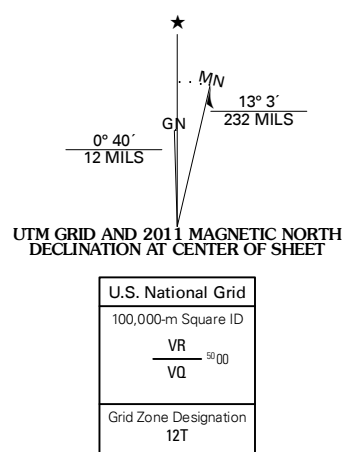 ★
MN
GN
13° 3´
232 MILS
0° 40´
12 MILS
UTM GRID AND 2011 MAGNETIC NORTH
DECLINATION AT CENTER OF SHEET
U.S. National Grid
100,000-m Square ID
VR
5000
VQ
Grid Zone Designation
12T